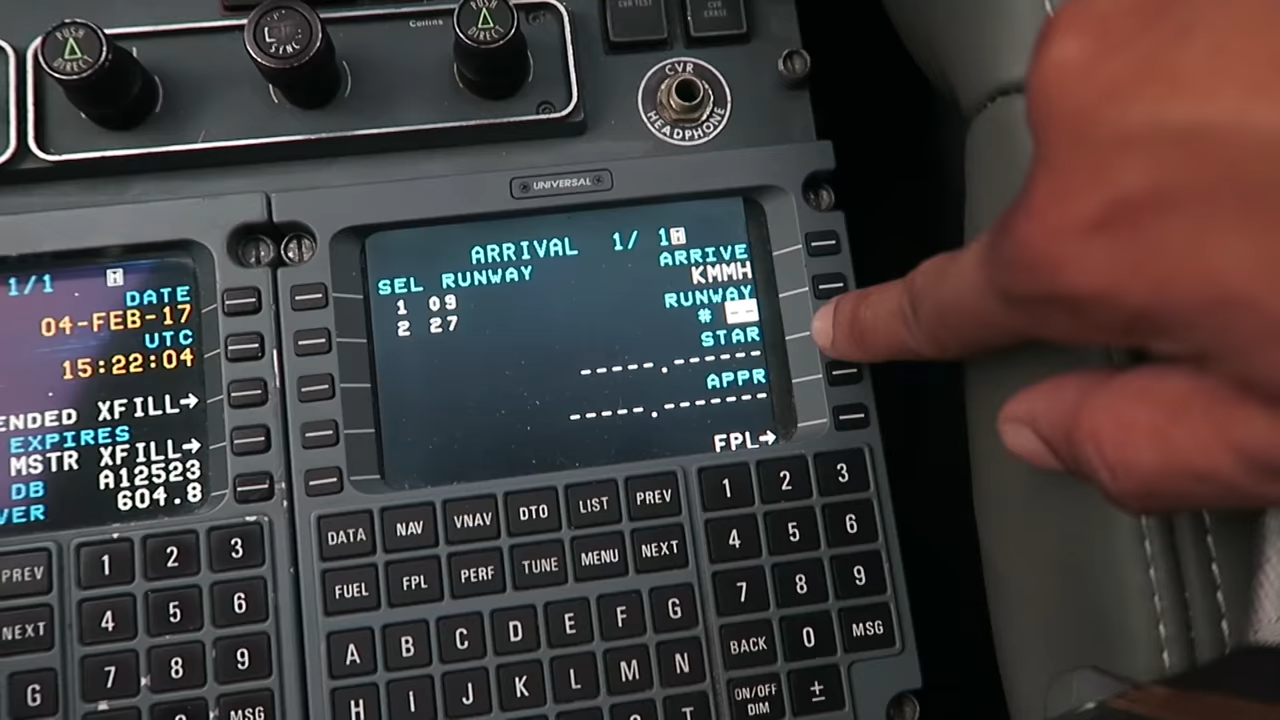 PUSH DIRECT
SYNC
Collins
PUSH DIRECT
CVR TEST
CVR ERASE
CVR HEADPHONE
UNIVERSAL
1/1 M
DATE
04-FEB-17
UTC
15:22:04
ENDED XFILL→
EXPIRES
MSTR XFILL→
DB A12523
VER 604.8
ARRIVAL 1/ 1 M
ARRIVE
SEL RUNWAY KMMH
1 09 RUNWAY
2 27 # --
STAR
-----.------
APPR
-----.-------
FPL→
PREV 1 2 3
NEXT 4 5 6
G 7 8 9
MSG
DATA NAV VNAV DTO LIST PREV 1 2 3
FUEL FPL PERF TUNE MENU NEXT 4 5 6
A B C D E F G 7 8 9
H I J K L M N BACK 0 MSG
T ON/OFF DIM ±